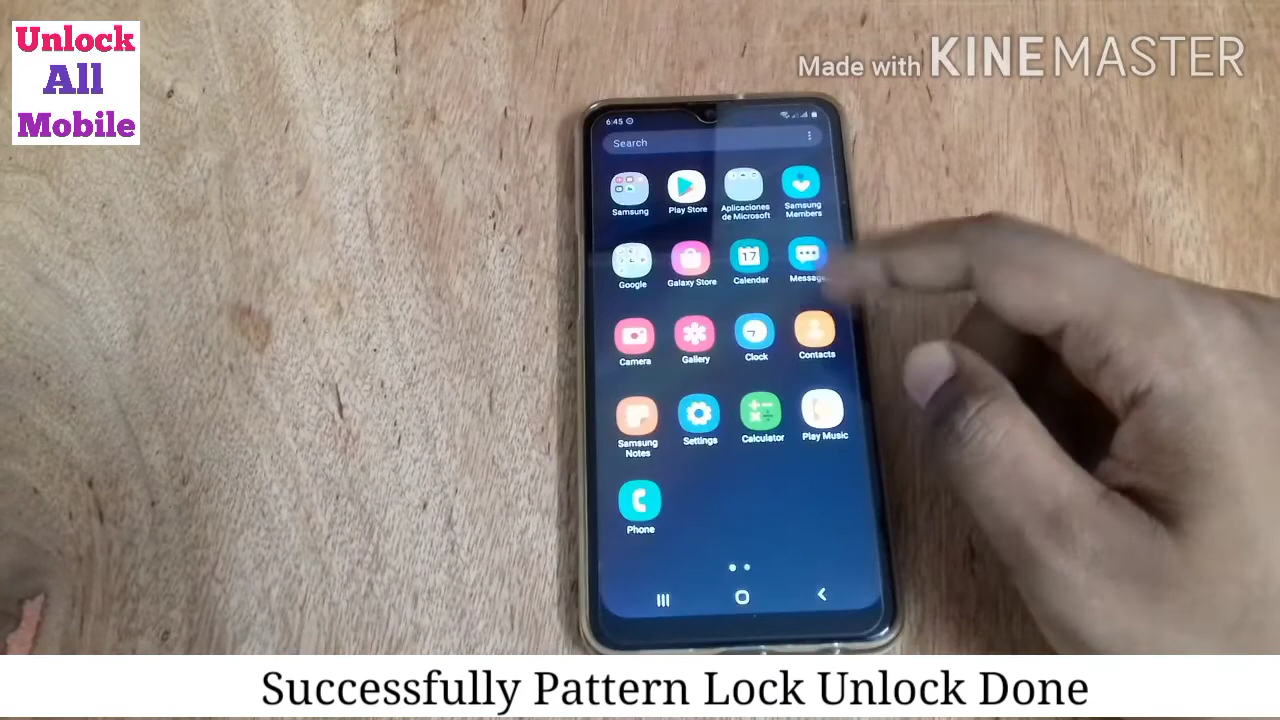 Unlock
All
Mobile
Made with KINEMASTER
6:45
Search
Samsung
Play Store
Aplicaciones
de Microsoft
Samsung
Members
Google
Galaxy Store
17
Calendar
Messages
Camera
Gallery
Clock
Contacts
Samsung
Notes
Settings
Calculator
Play Music
Phone
Successfully Pattern Lock Unlock Done